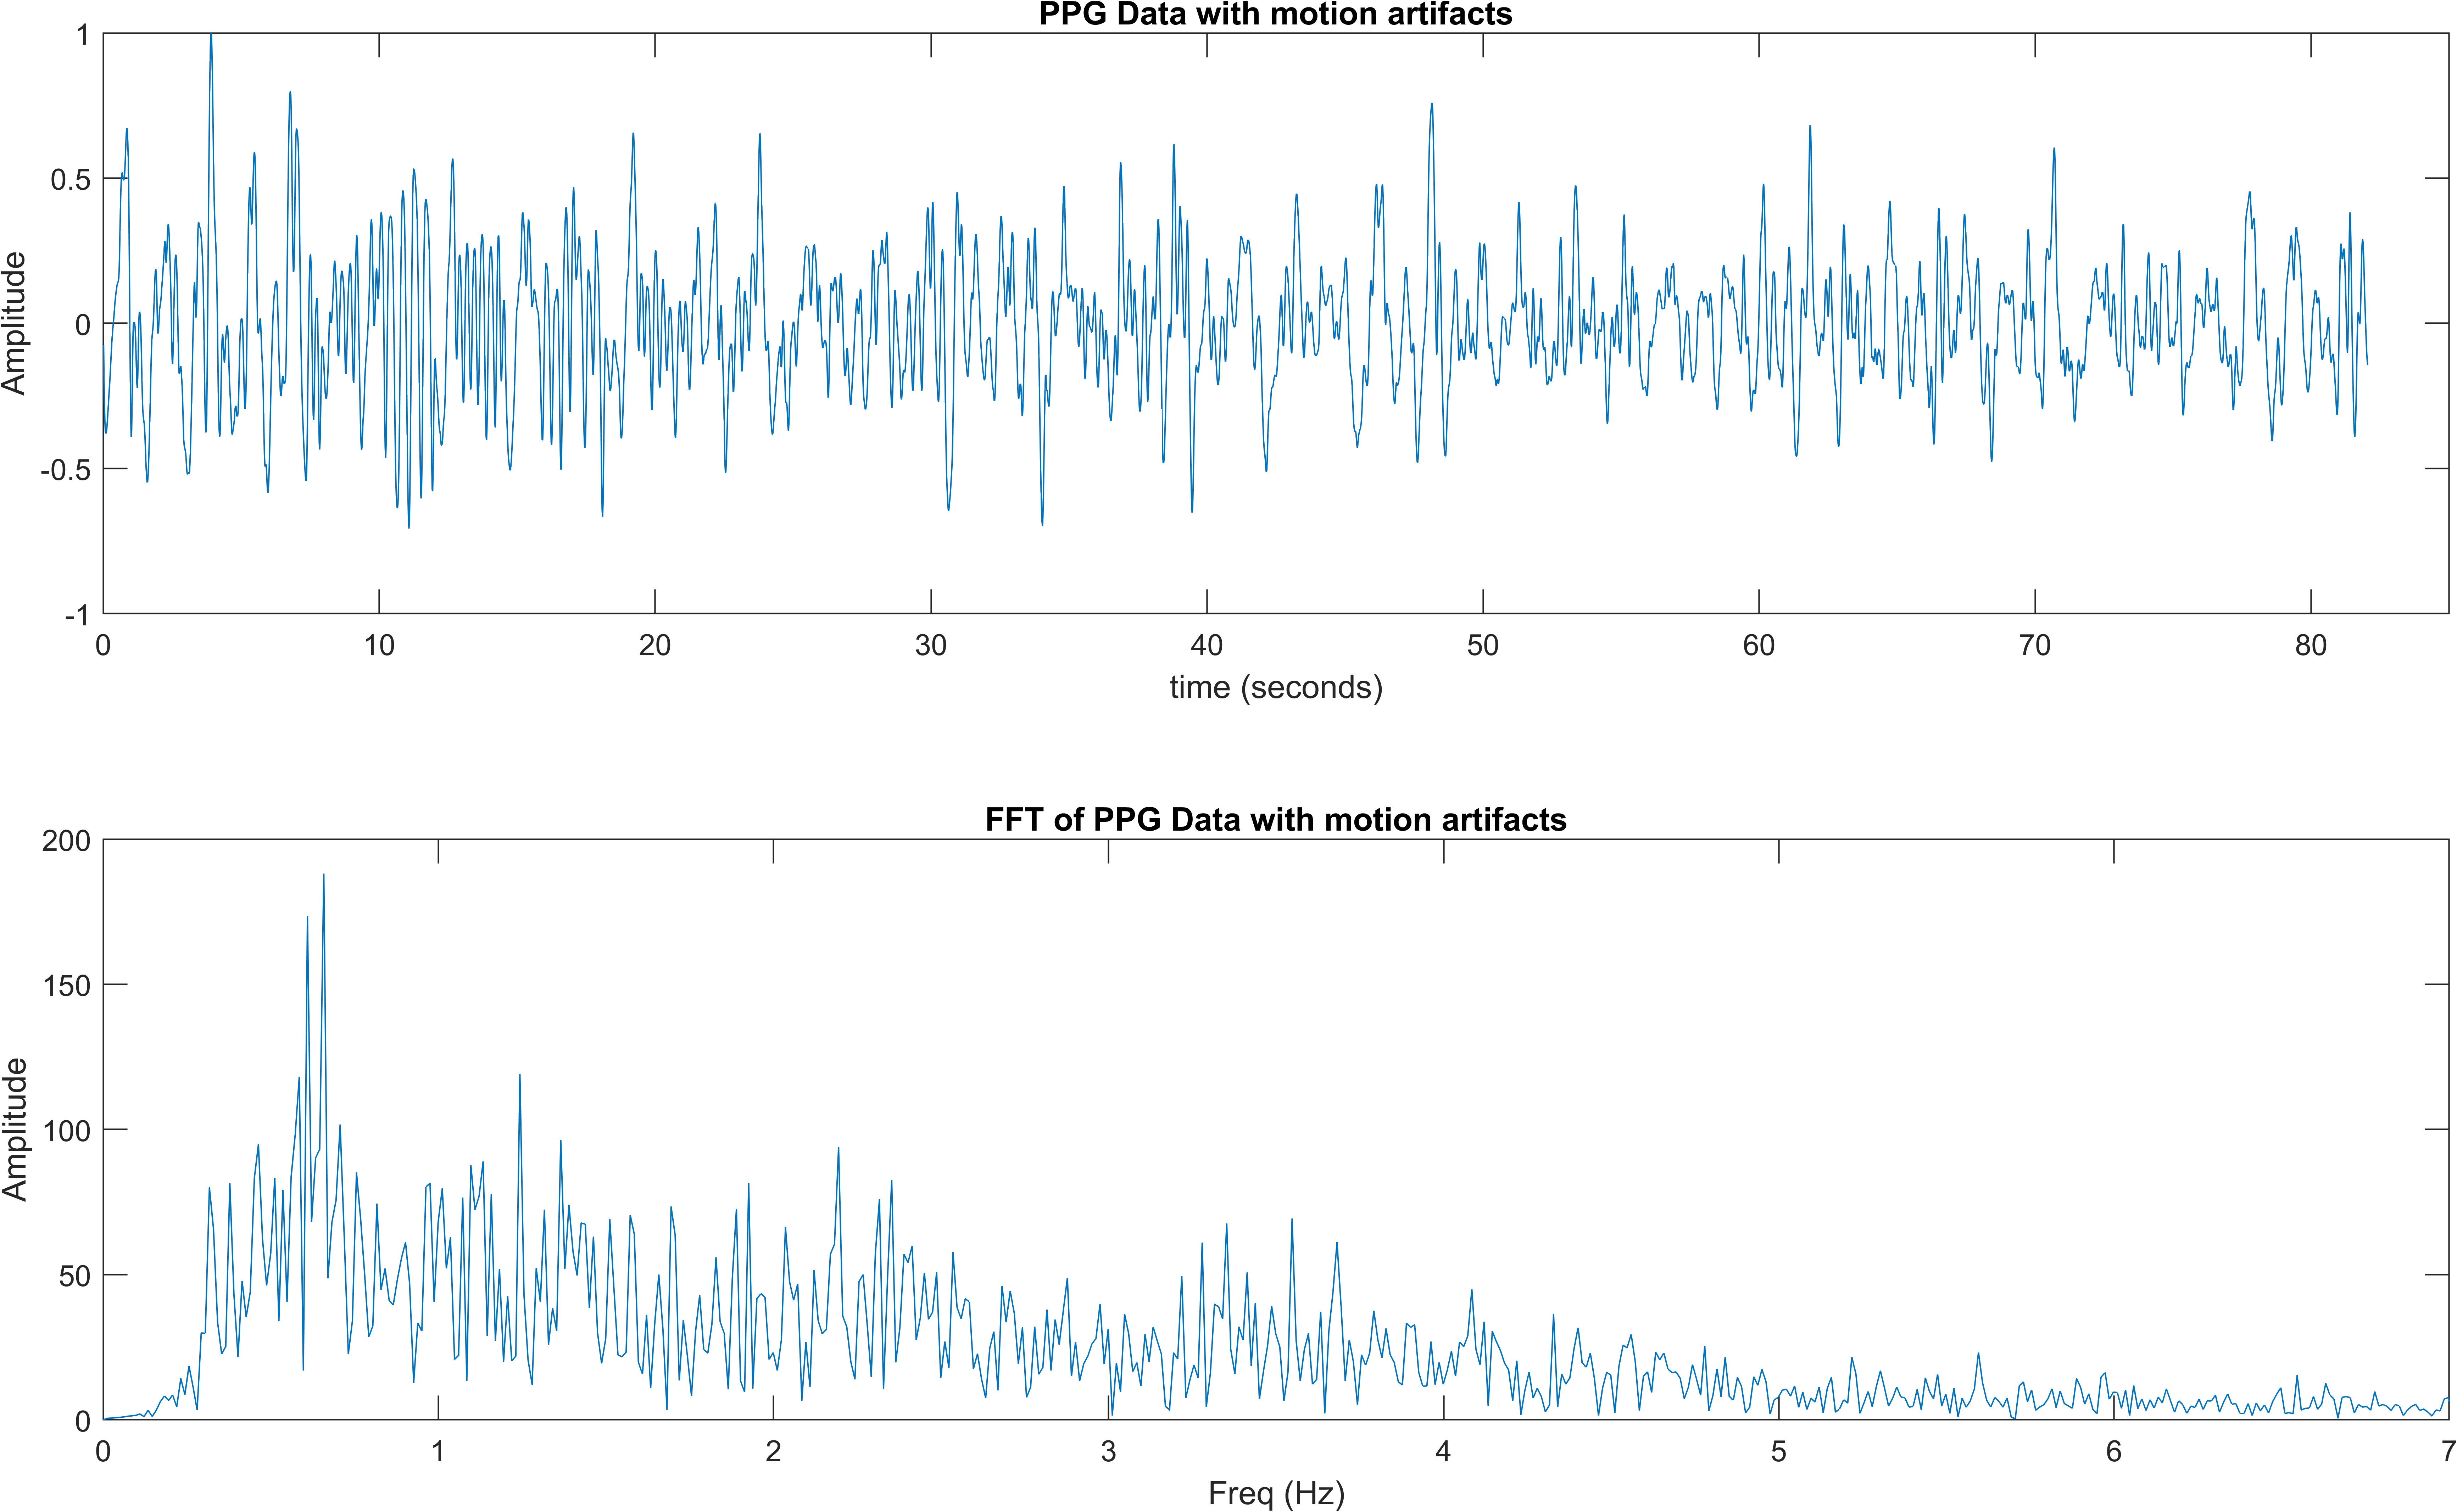 PPG Data with motion artifacts
1
0.5
0
-0.5
-1
Amplitude
0 10 20 30 40 50 60 70 80
time (seconds)
FFT of PPG Data with motion artifacts
200
150
100
50
0
Amplitude
0 1 2 3 4 5 6 7
Freq (Hz)